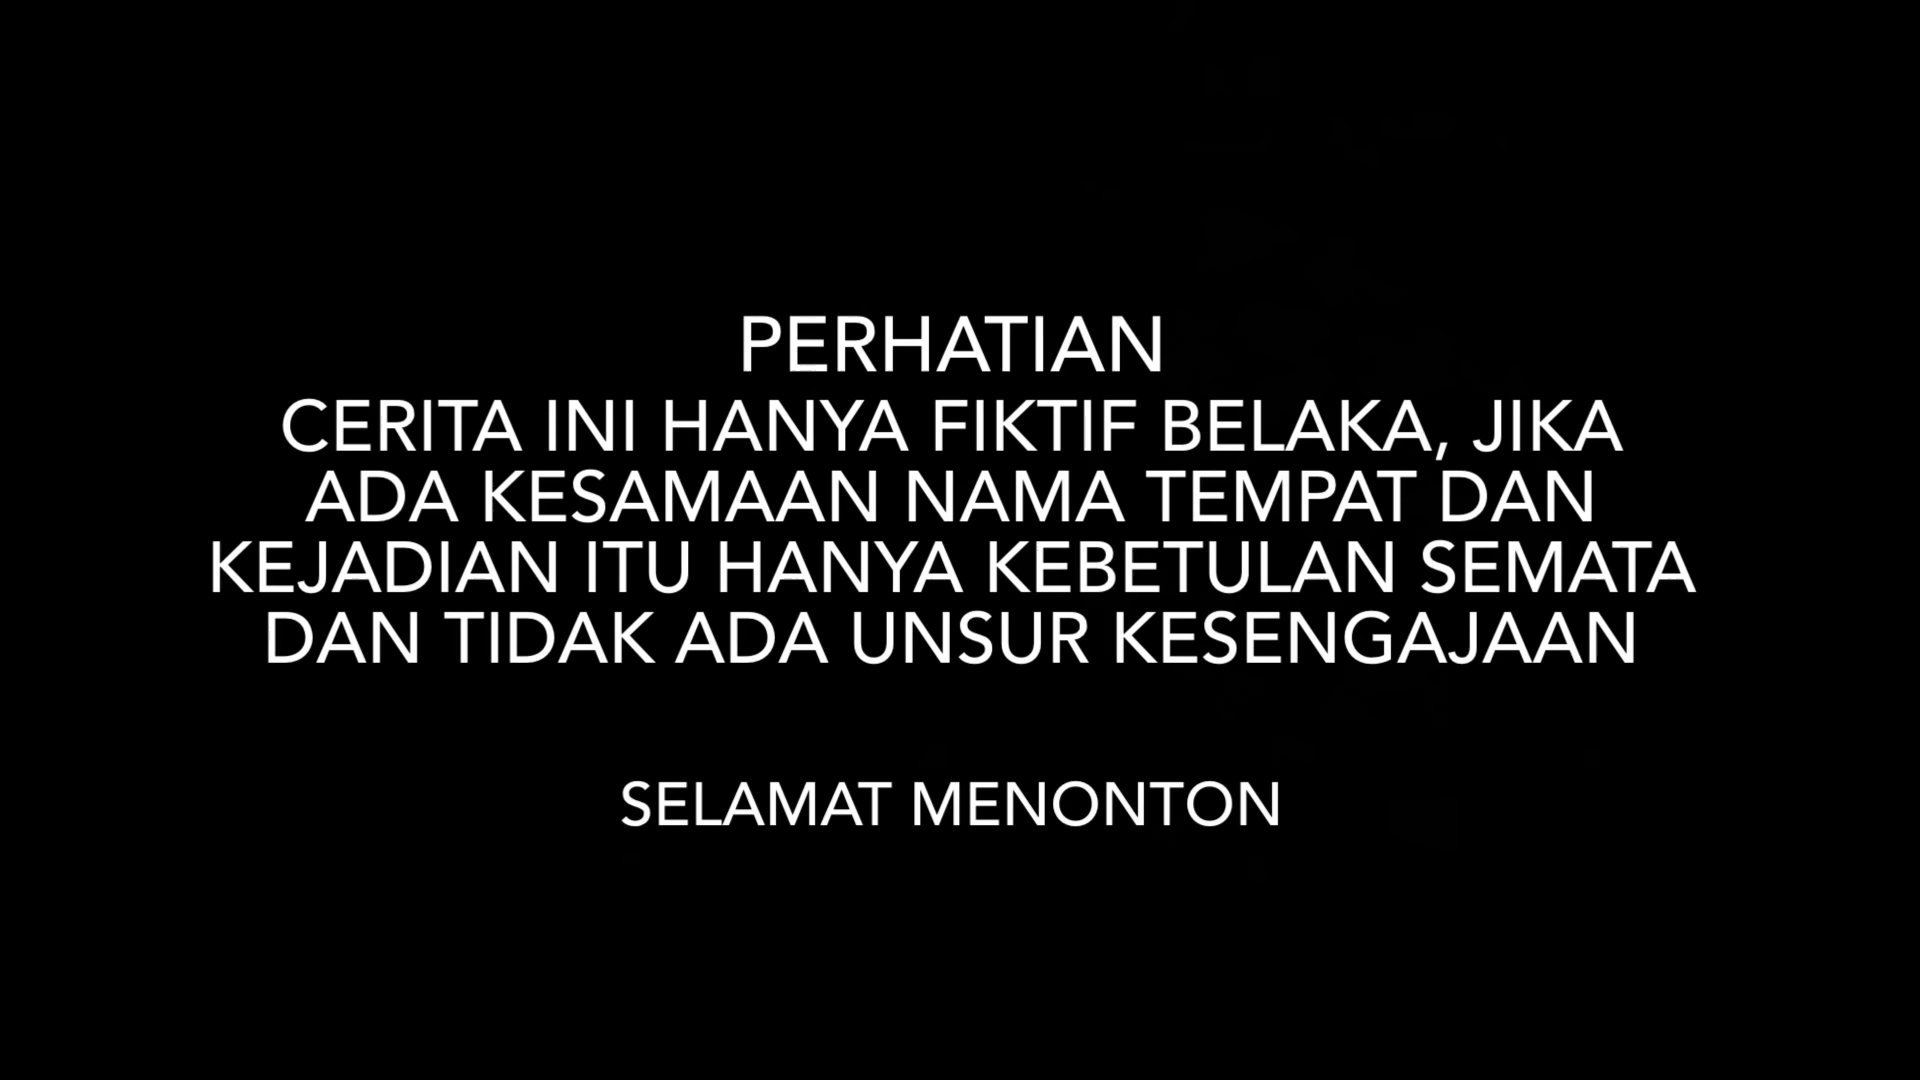 PERHATIAN
CERITA INI HANYA FIKTIF BELAKA, JIKA
ADA KESAMAAN NAMA TEMPAT DAN
KEJADIAN ITU HANYA KEBETULAN SEMATA
DAN TIDAK ADA UNSUR KESENGAJAAN
SELAMAT MENONTON